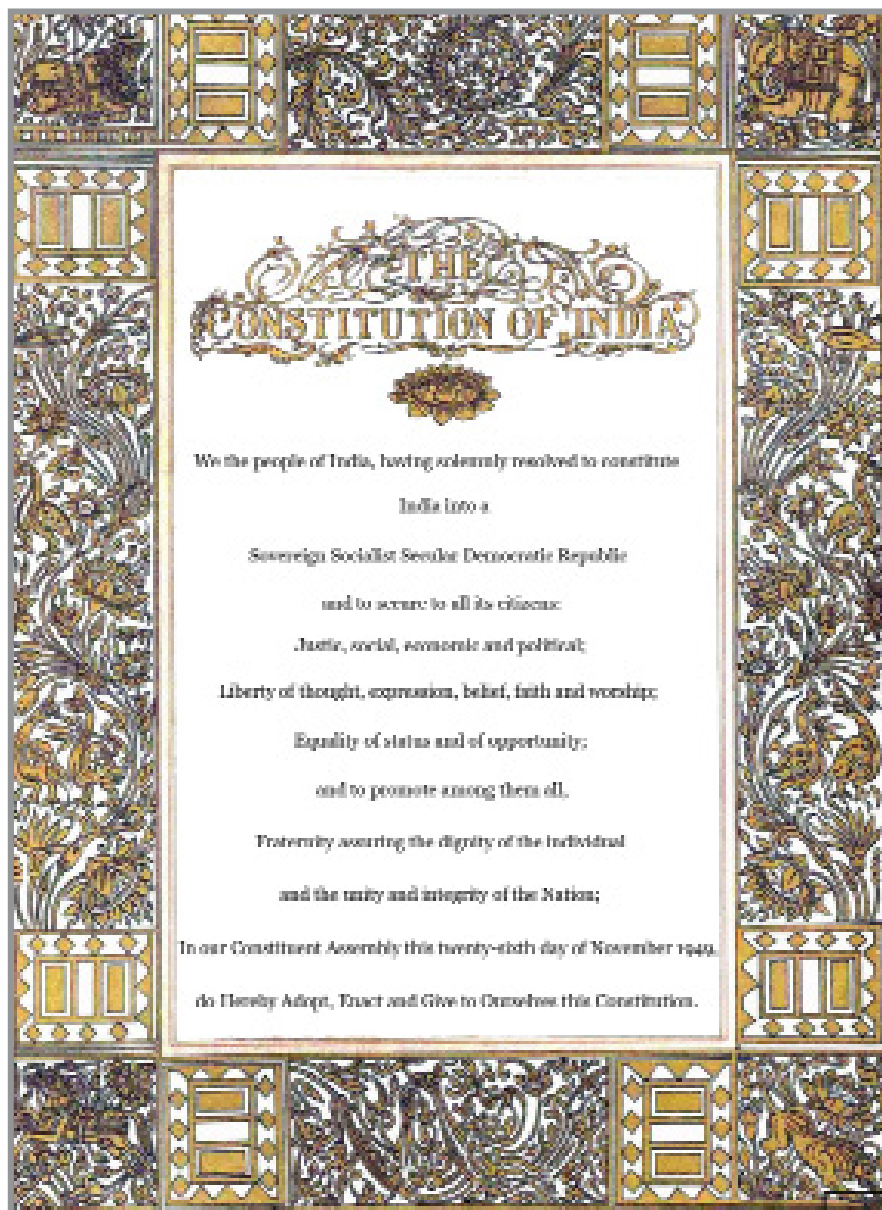 THE
CONSTITUTION OF INDIA
We the people of India, having solemnly resolved to constitute
India into a
Sovereign Socialist Secular Democratic Republic
and to secure to all its citizens:
Justic, social, economic and political;
Liberty of thought, expression, belief, faith and worship;
Equality of status and of opportunity;
and to promote among them all,
Fraternity assuring the dignity of the individual
and the unity and integrity of the Nation;
In our Constituent Assembly this twenty-sixth day of November 1949,
do Hereby Adopt, Enact and Give to Ourselves this Constitution.